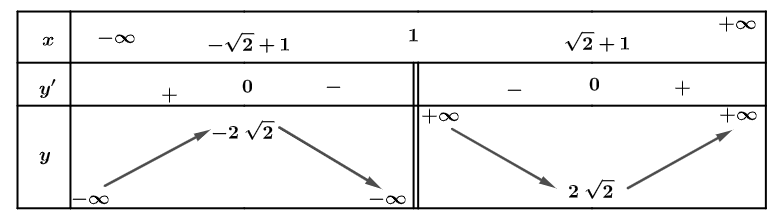 x −∞ −√2 + 1 1 √2 + 1 +∞
y′ + 0 − − 0 + 
y −∞ −2√2 −∞ +∞ 2√2 +∞